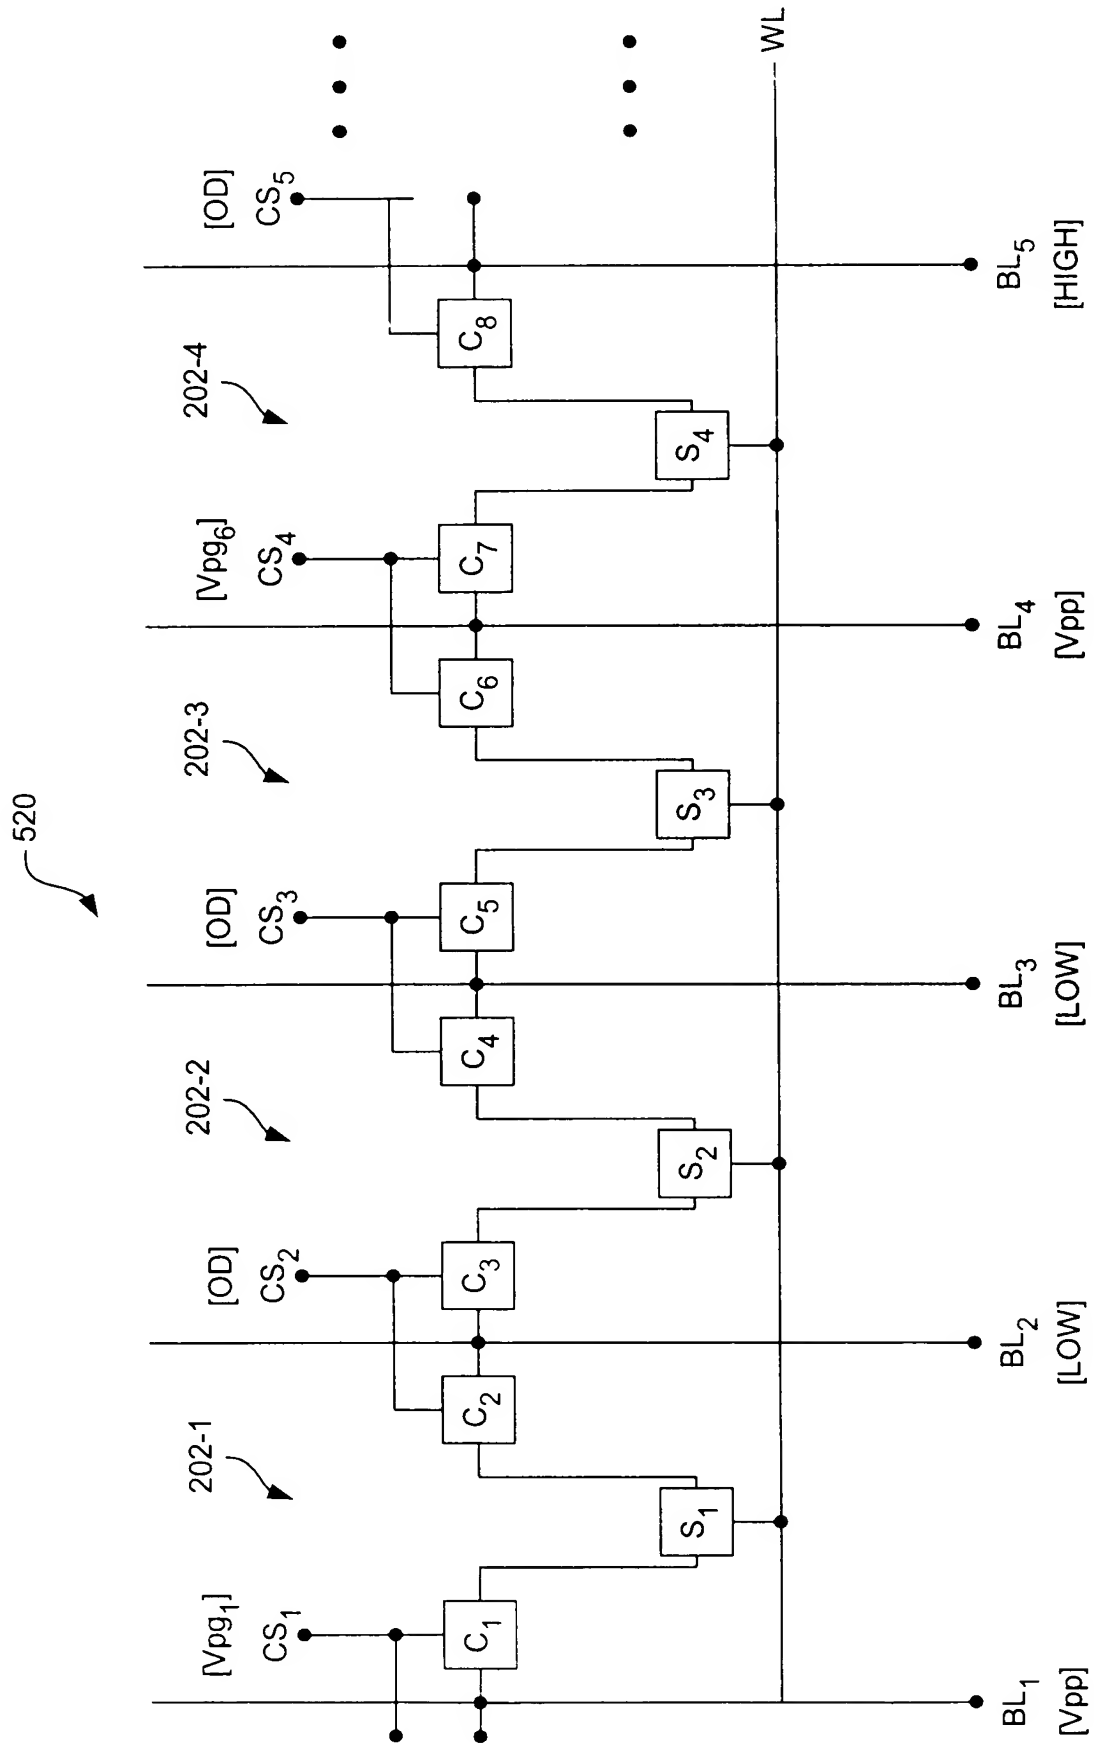 520
202-1
202-2
202-3
202-4
[Vpg₁]
[OD]
[OD]
[Vpg₆]
[OD]
CS₁
CS₂
CS₃
CS₄
CS₅
C₁
C₂
C₃
C₄
C₅
C₆
C₇
C₈
S₁
S₂
S₃
S₄
WL
BL₁
BL₂
BL₃
BL₄
BL₅
[Vpp]
[LOW]
[LOW]
[Vpp]
[HIGH]